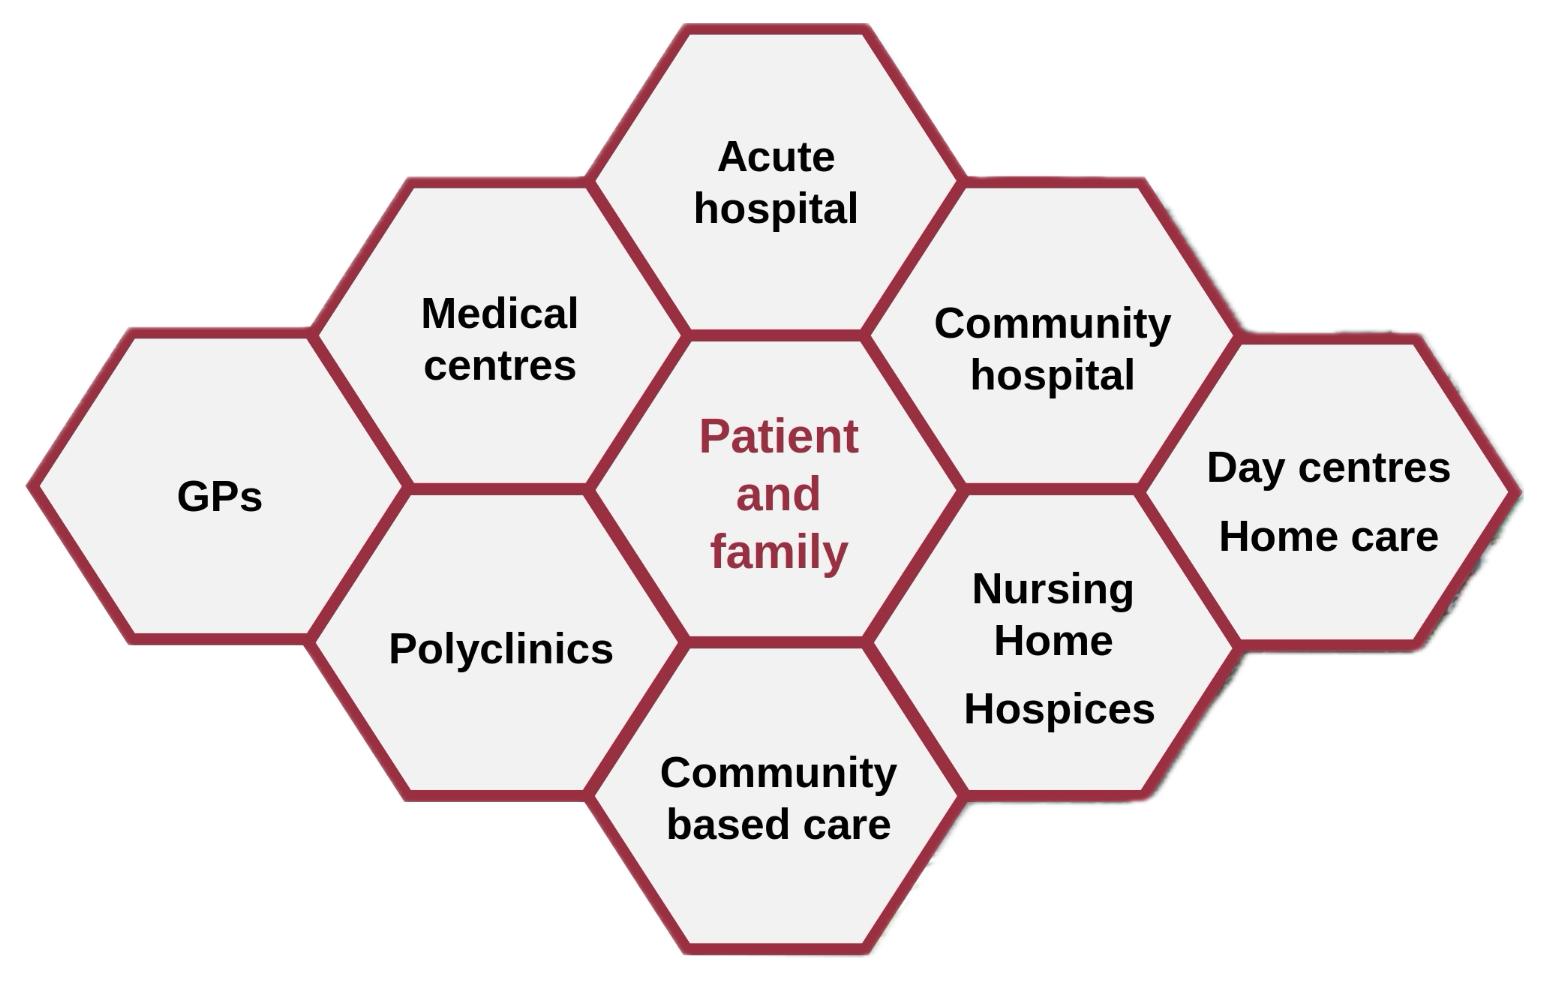 Acute
hospital
Medical
centres
Community
hospital
GPs
Patient
and
family
Day centres
Home care
Polyclinics
Nursing
Home
Hospices
Community
based care